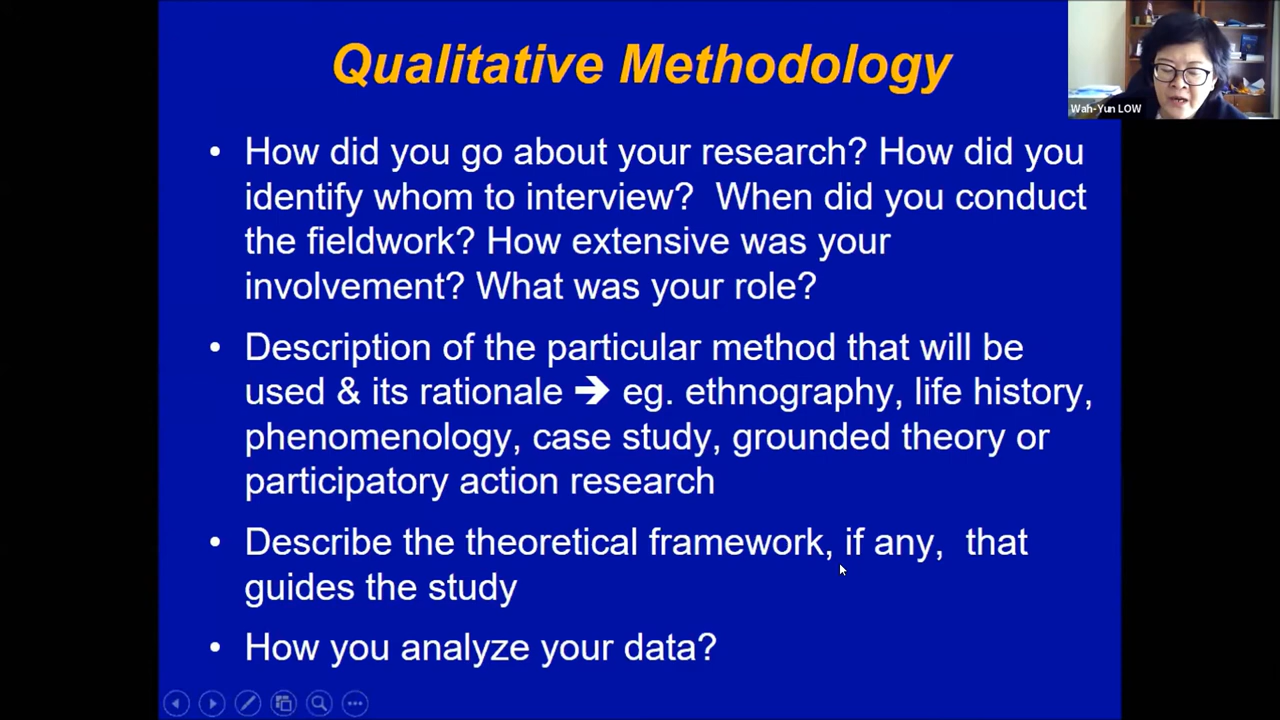 Qualitative Methodology
Wah-Yun LOW
• How did you go about your research? How did you
identify whom to interview?  When did you conduct
the fieldwork? How extensive was your
involvement? What was your role?
• Description of the particular method that will be
used & its rationale ➔ eg. ethnography, life history,
phenomenology, case study, grounded theory or
participatory action research
• Describe the theoretical framework, if any,  that
guides the study
• How you analyze your data?